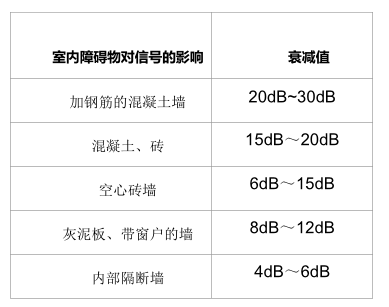 室内障碍物对信号的影响 衰减值
加钢筋的混凝土墙 20dB~30dB
混凝土、砖 15dB～20dB
空心砖墙 6dB～15dB
灰泥板、带窗户的墙 8dB～12dB
内部隔断墙 4dB～6dB